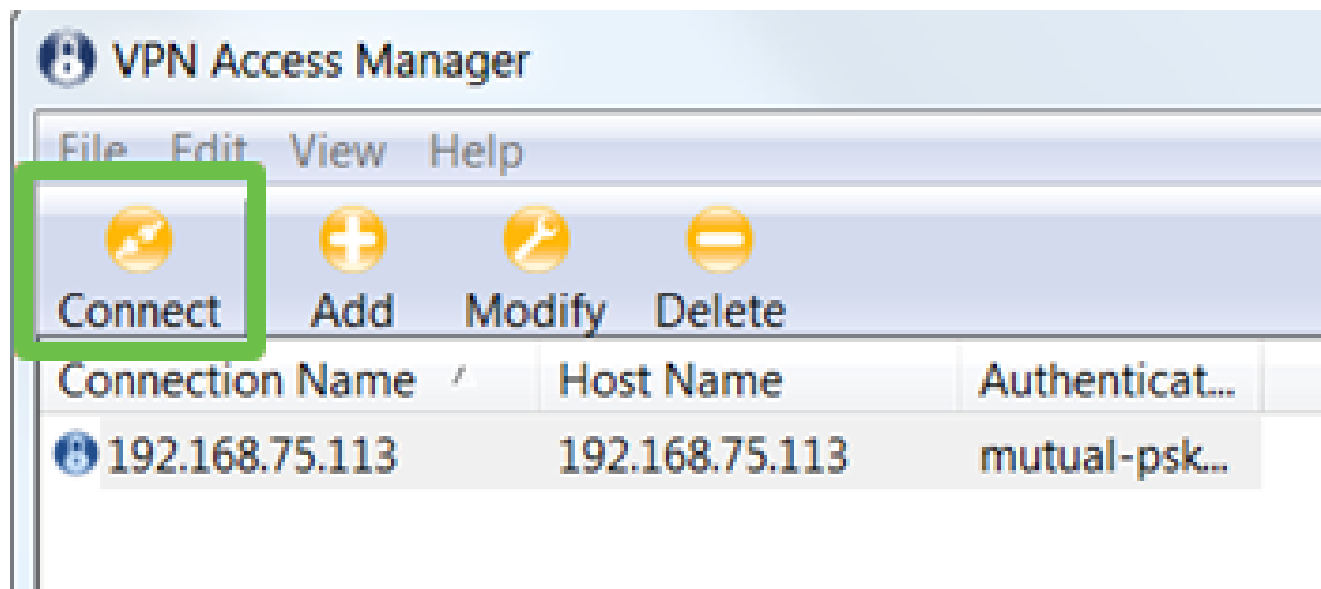 VPN Access Manager
File Edit View Help
Connect Add Modify Delete
Connection Name Host Name Authenticat...
192.168.75.113 192.168.75.113 mutual-psk...